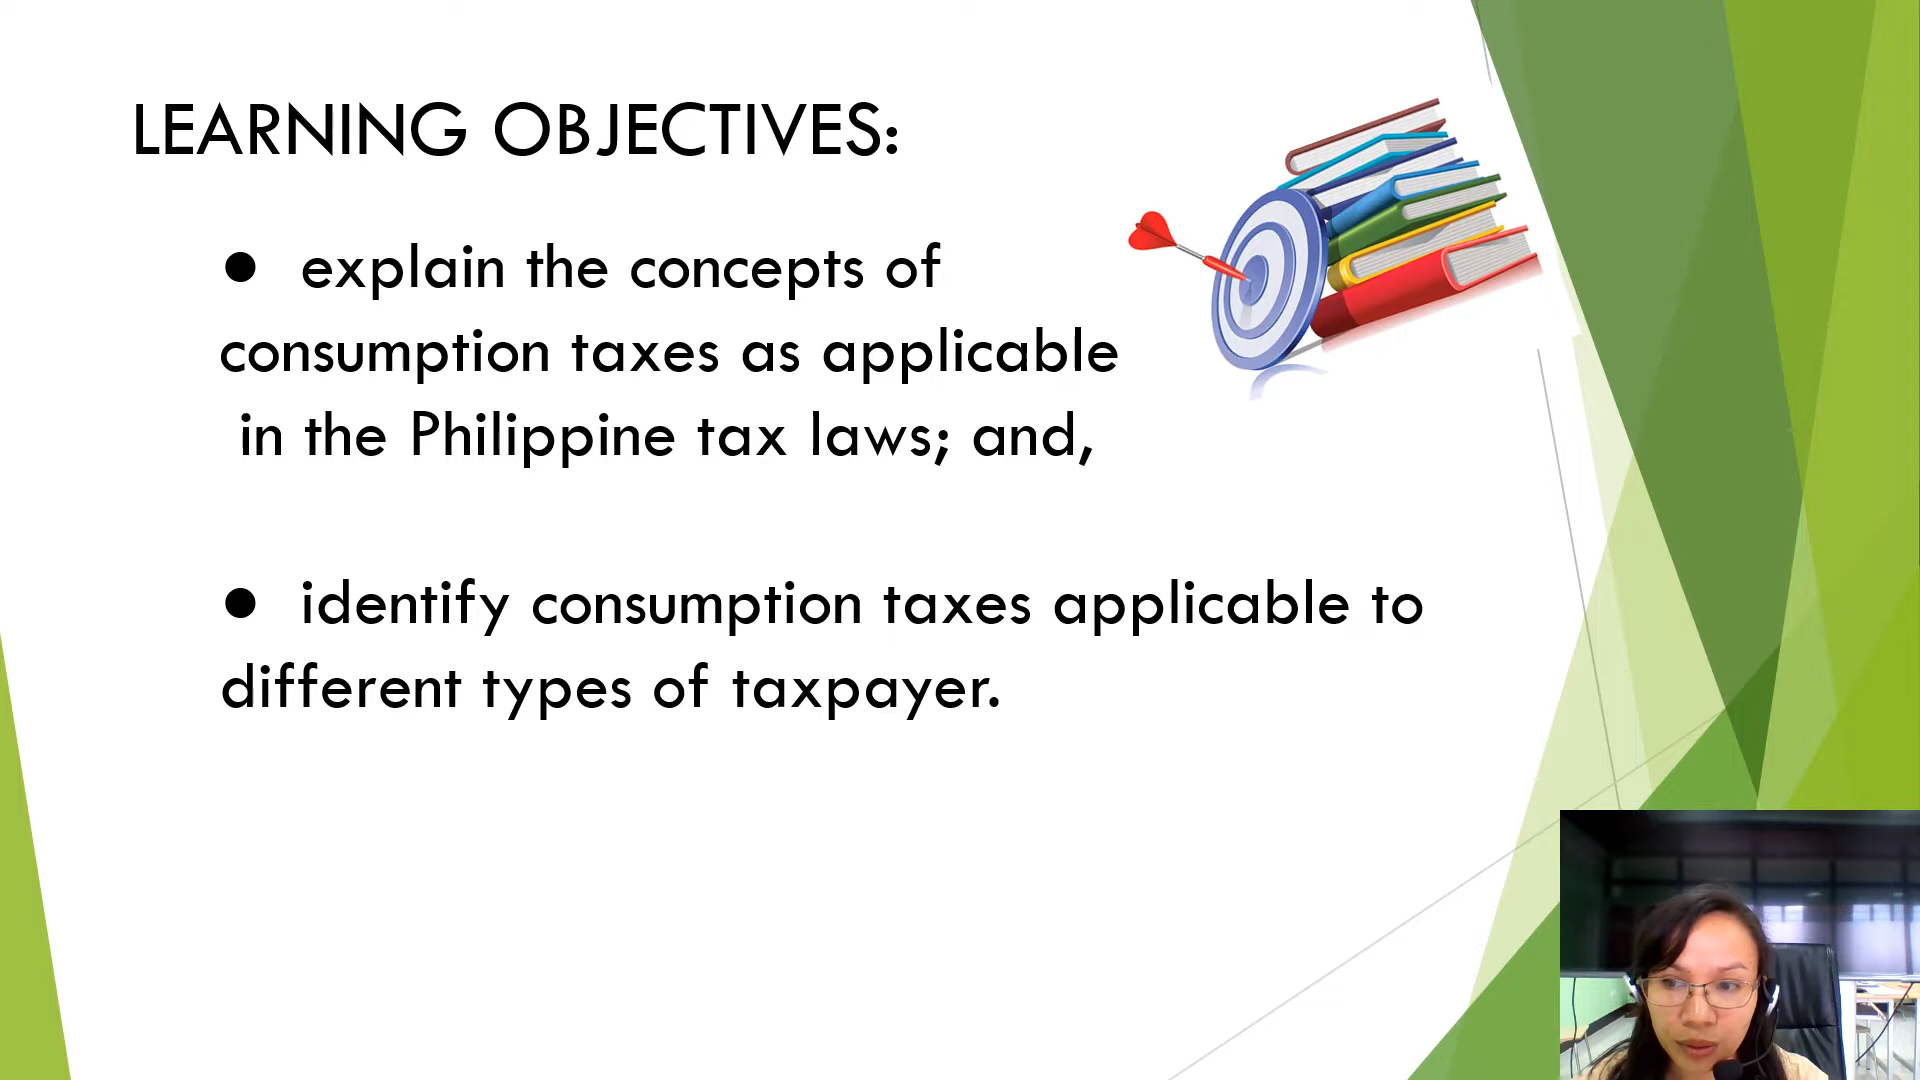 LEARNING OBJECTIVES:
● explain the concepts of
consumption taxes as applicable
in the Philippine tax laws; and,
● identify consumption taxes applicable to
different types of taxpayer.